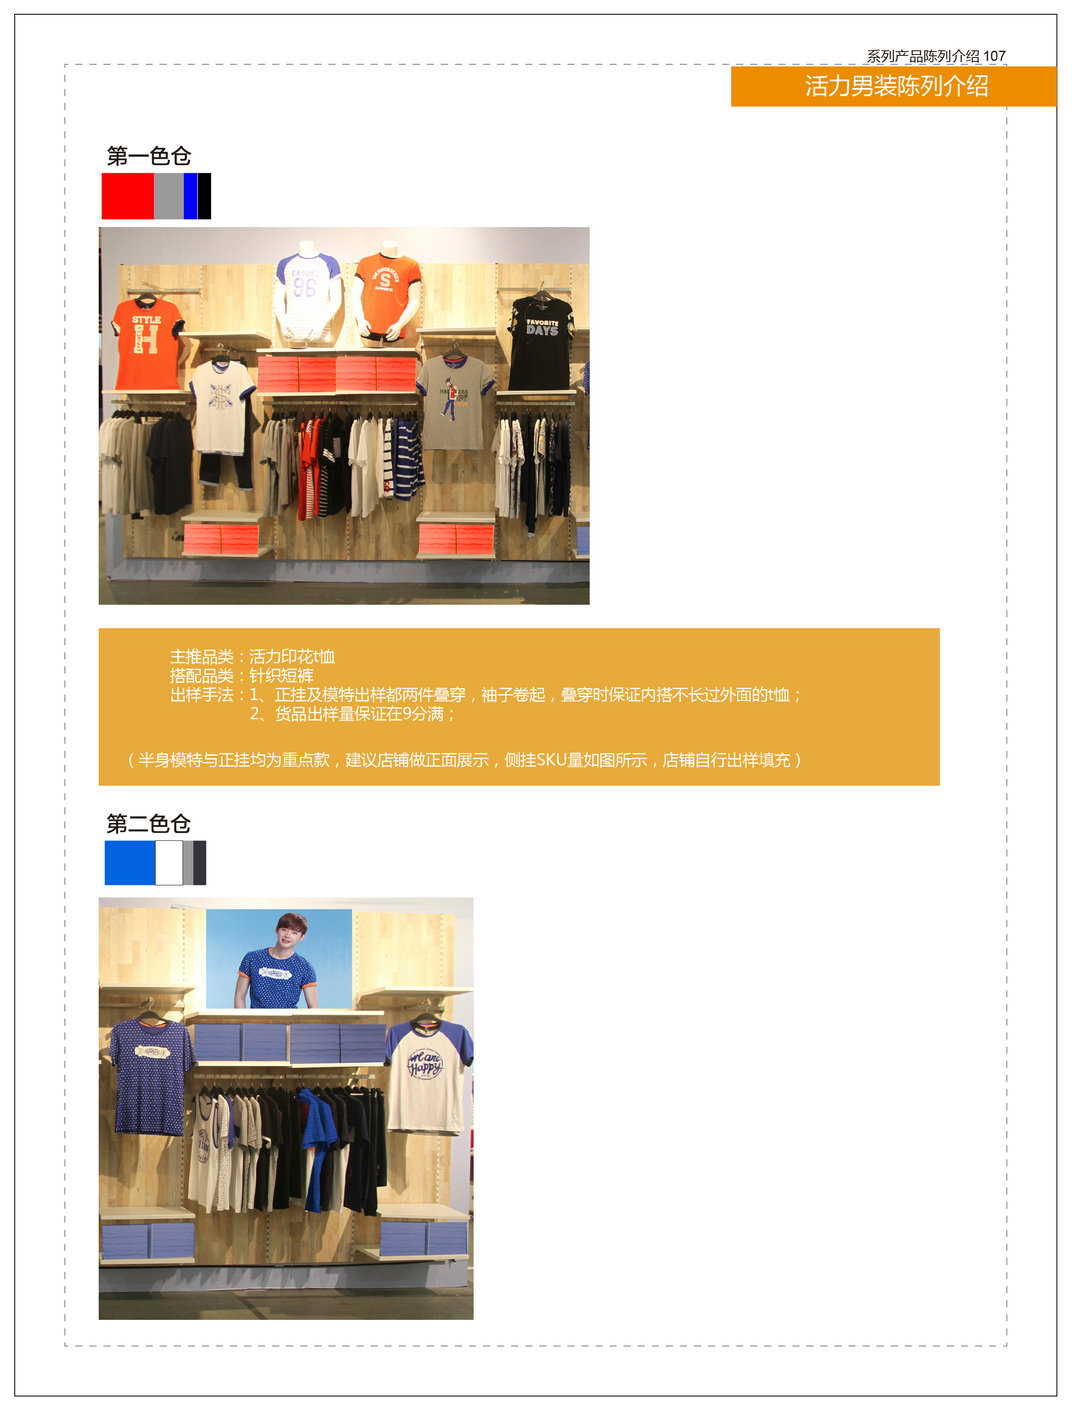 系列产品陈列介绍 107
活力男装陈列介绍
第一色仓
CASUAL
96
S
STYLE
H
FAVORITE
DAYS
主推品类：活力印花t恤
搭配品类：针织短裤
出样手法：1、正挂及模特出样都两件叠穿，袖子卷起，叠穿时保证内搭不长过外面的t恤；
2、货品出样量保证在9分满；
（半身模特与正挂均为重点款，建议店铺做正面展示，侧挂SKU量如图所示，店铺自行出样填充）
第二色仓
HAPPINESS
HAPPINESS
we are
Happy